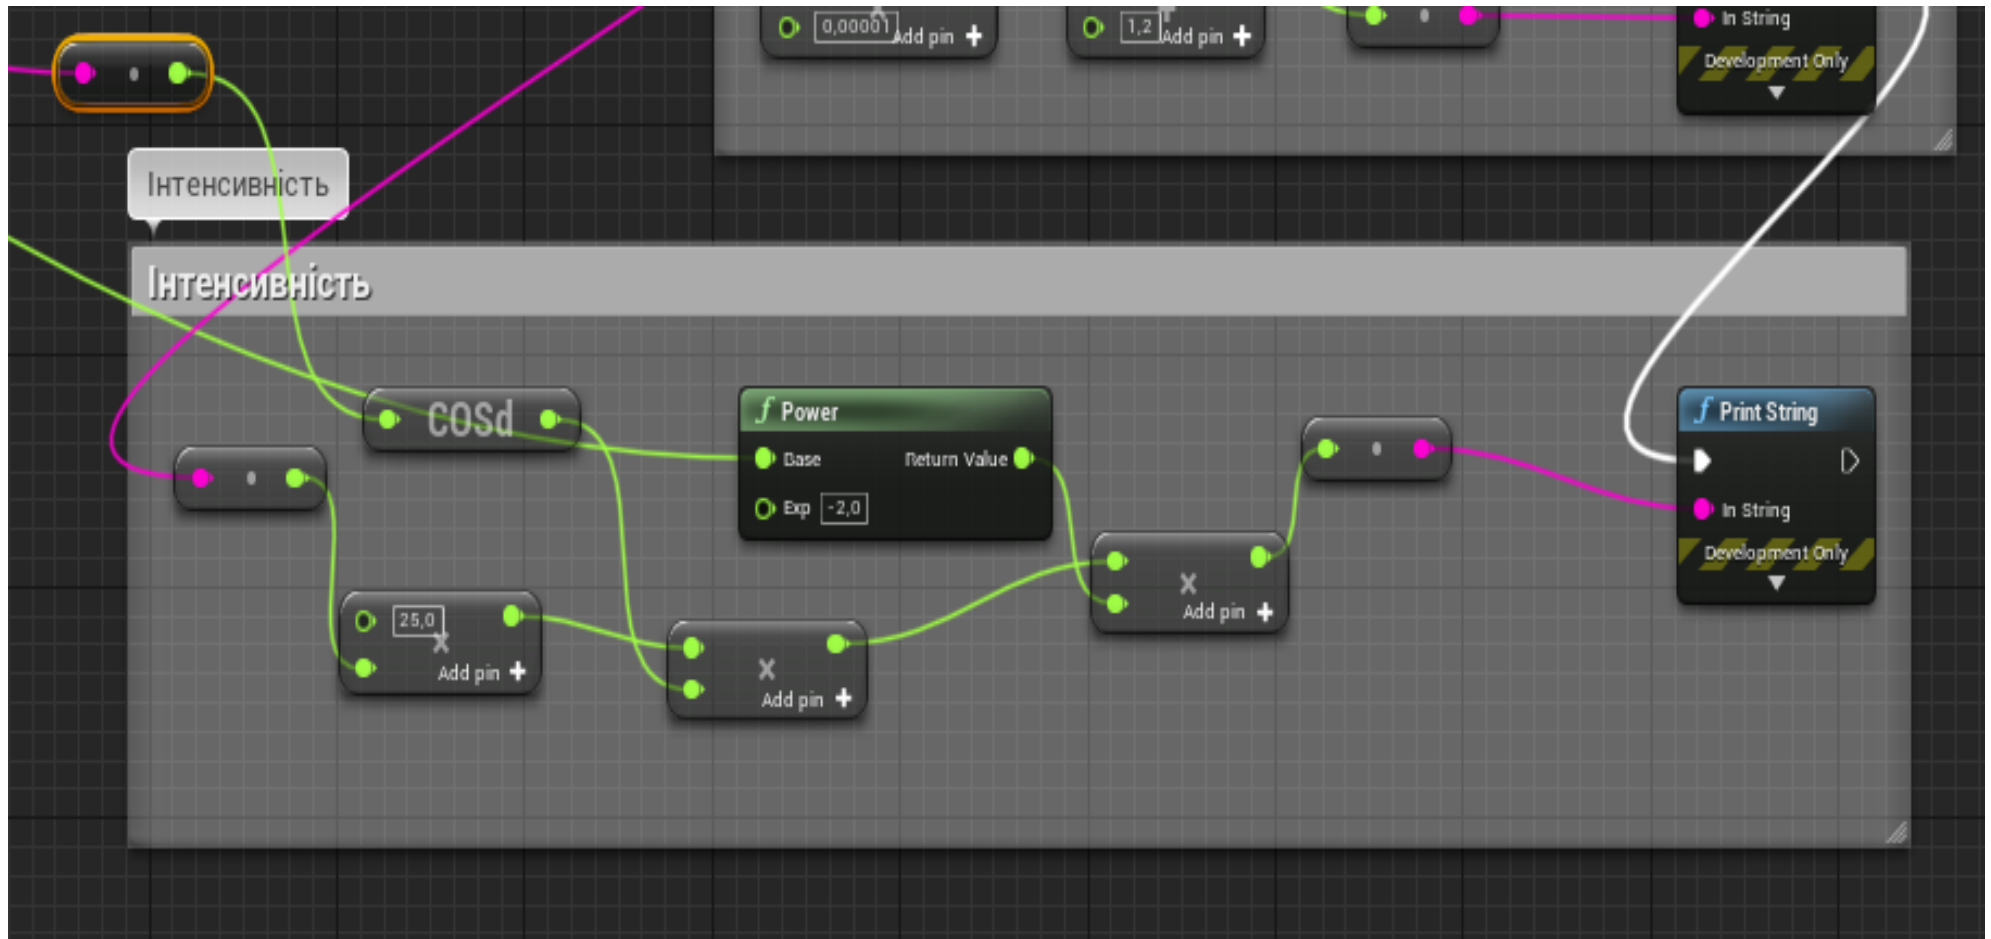 0,00001
Add pin +
1,2
Add pin +
In String
Development Only
Інтенсивність
Інтенсивність
COSd
f Power
Base
Return Value
Exp -2,0
f Print String
In String
Development Only
25,0
x
Add pin +
x
Add pin +
x
Add pin +